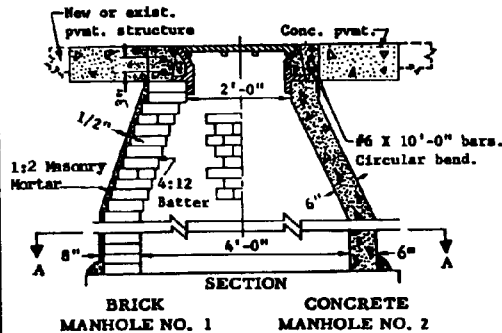 New or exist.
pvmt. structure
Conc. pvmt.
3"
2'-0"
1/2"
#6 X 10'-0" bars.
Circular bend.
1:2 Masonry
Mortar
4:12
Batter
6"
A
8"
4'-0"
6"
A
SECTION
BRICK
MANHOLE NO. 1
CONCRETE
MANHOLE NO. 2